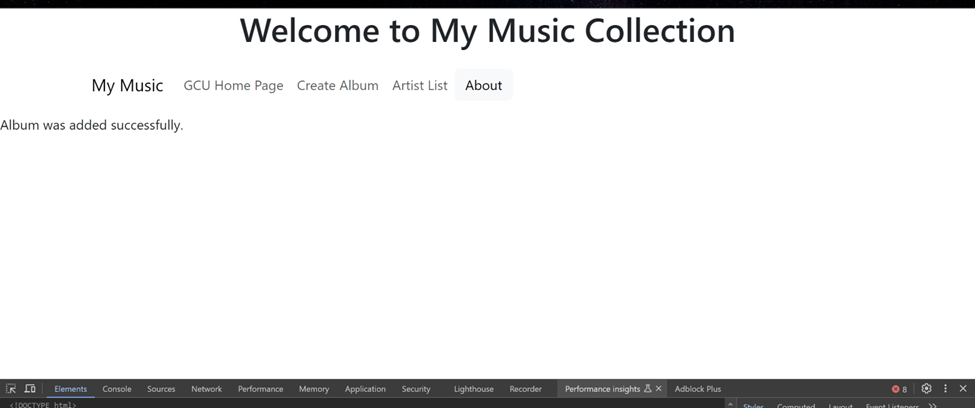 Welcome to My Music Collection
My Music GCU Home Page Create Album Artist List About
Album was added successfully.
Elements Console Sources Network Performance Memory Application Security Lighthouse Recorder Performance insights Adblock Plus 8
<!DOCTYPE html>
Styles Computed Layout Event Listeners